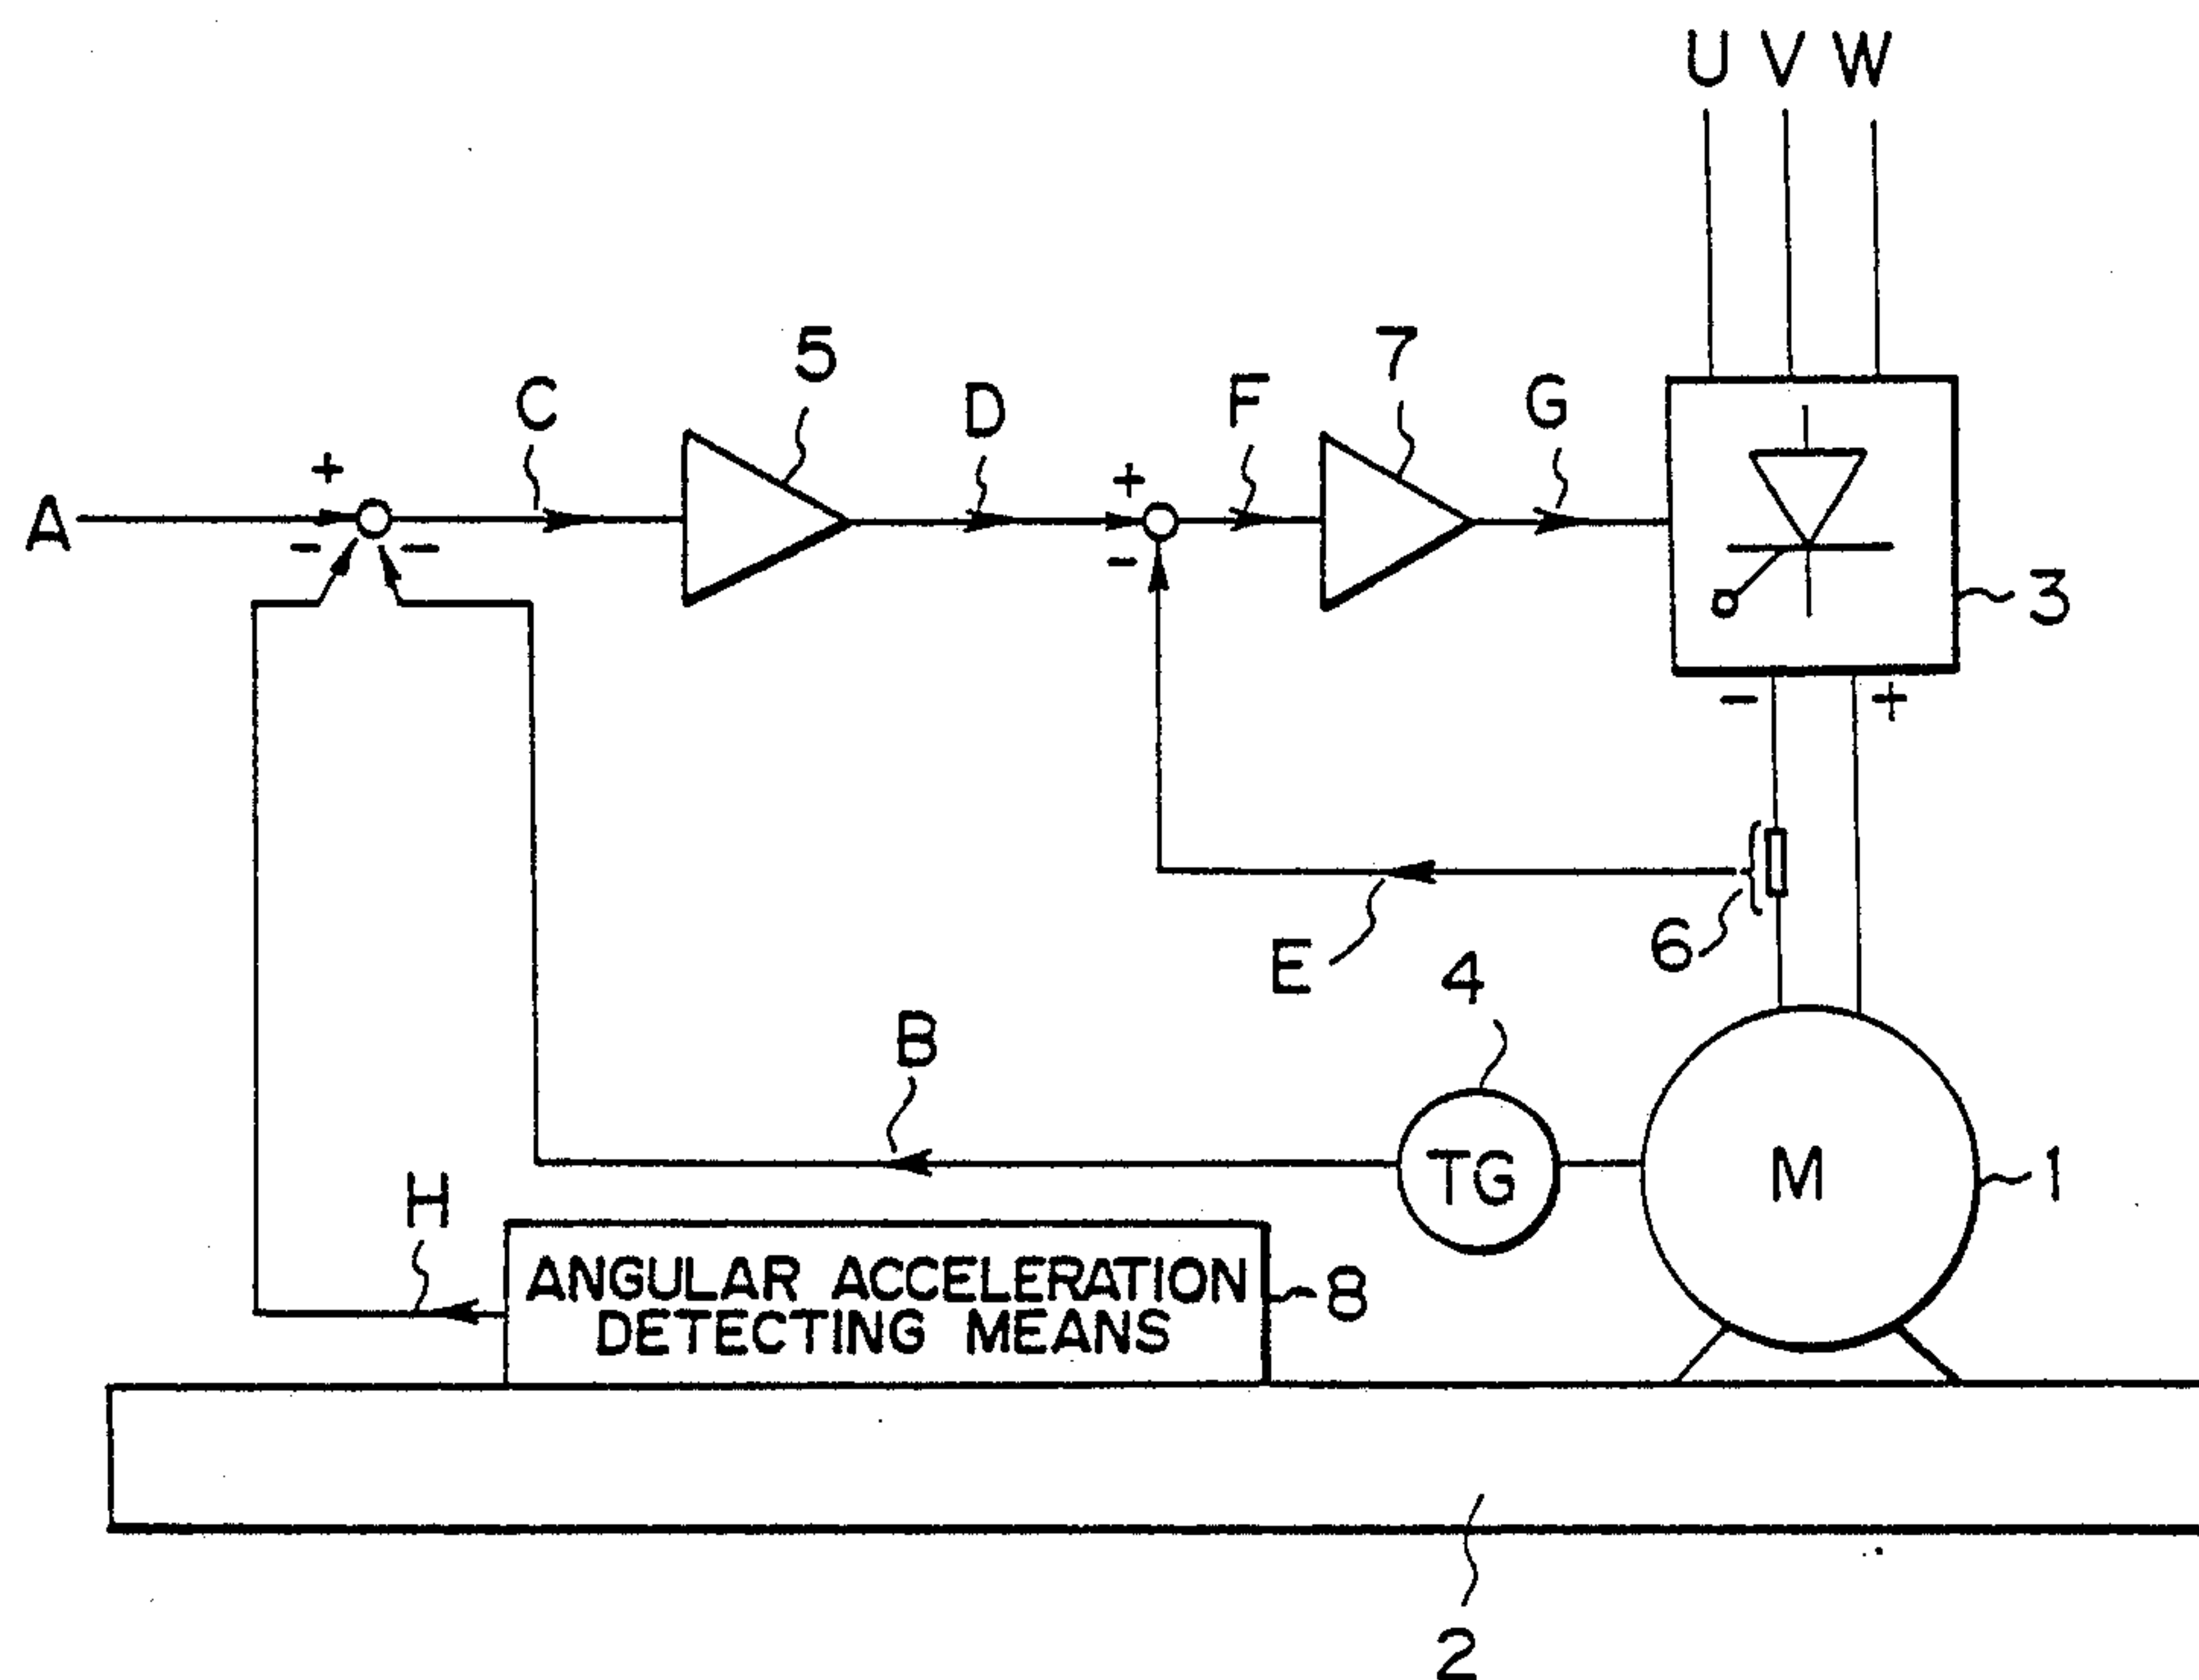 U V W
5
7
C
D
F
G
+
+
A
-
-
-
3
-
+
6
E
4
B
TG
M
1
H
ANGULAR ACCELERATION
DETECTING MEANS
8
2